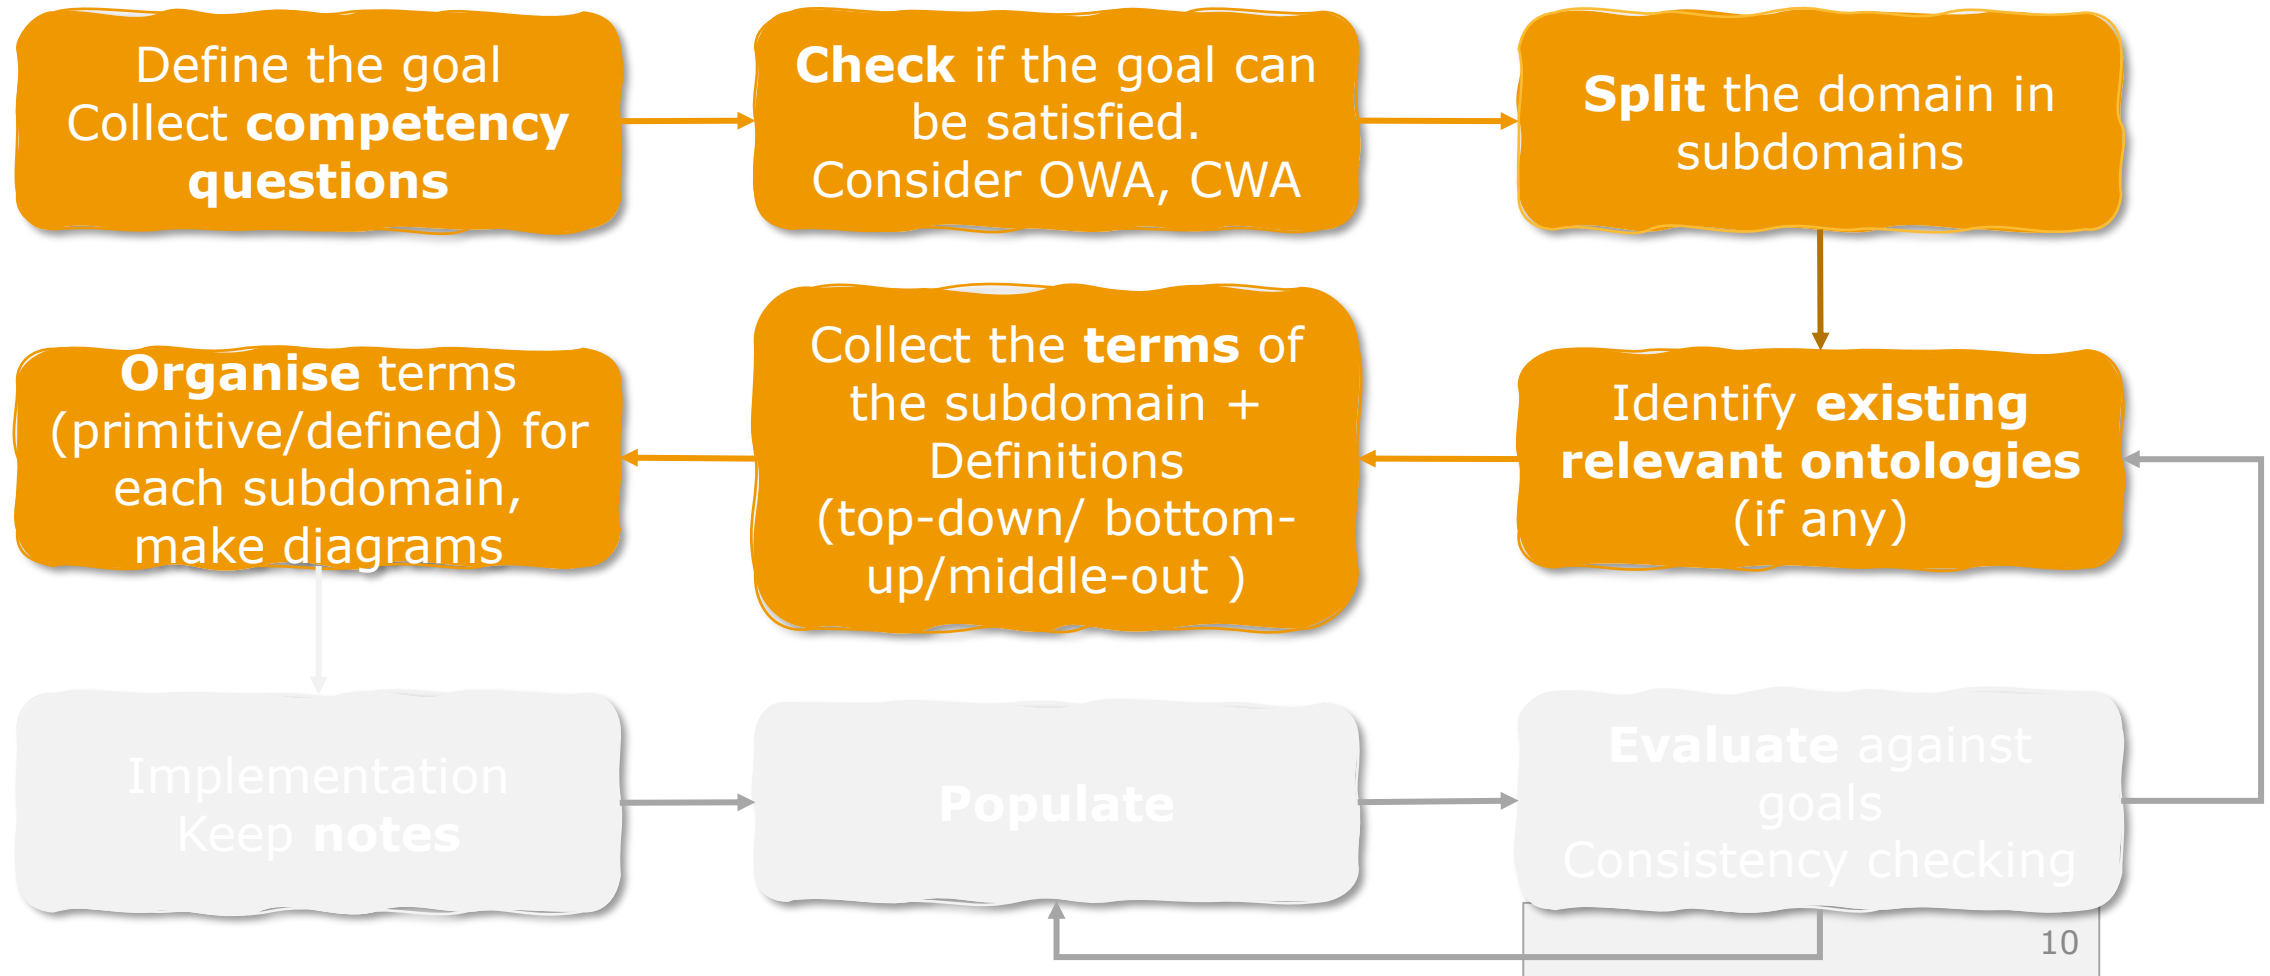 Define the goal
Collect competency
questions
Check if the goal can
be satisfied.
Consider OWA, CWA
Split the domain in
subdomains
Identify existing
relevant ontologies
(if any)
Collect the terms of
the subdomain +
Definitions
(top-down/ bottom-
up/middle-out )
Organise terms
(primitive/defined) for
each subdomain,
make diagrams
Implementation
Keep notes
Populate
Evaluate against
goals
Consistency checking
10